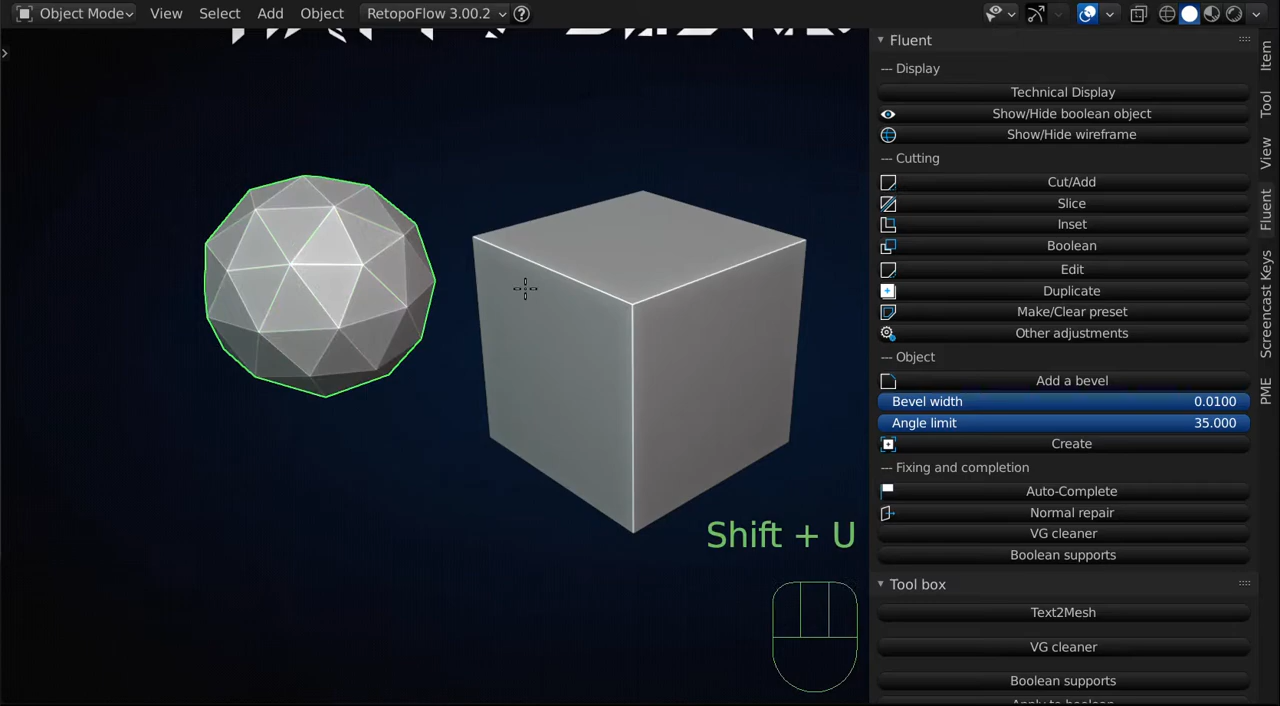 Object Mode
View
Select
Add
Object
RetopoFlow 3.00.2
Fluent
--- Display
Technical Display
Show/Hide boolean object
Show/Hide wireframe
--- Cutting
Cut/Add
Slice
Inset
Boolean
Edit
Duplicate
Make/Clear preset
Other adjustments
--- Object
Add a bevel
Bevel width 0.0100
Angle limit 35.000
Create
--- Fixing and completion
Auto-Complete
Normal repair
VG cleaner
Boolean supports
Tool box
Text2Mesh
VG cleaner
Boolean supports
Item
Tool
View
Fluent
Screencast Keys
PME
Shift + U